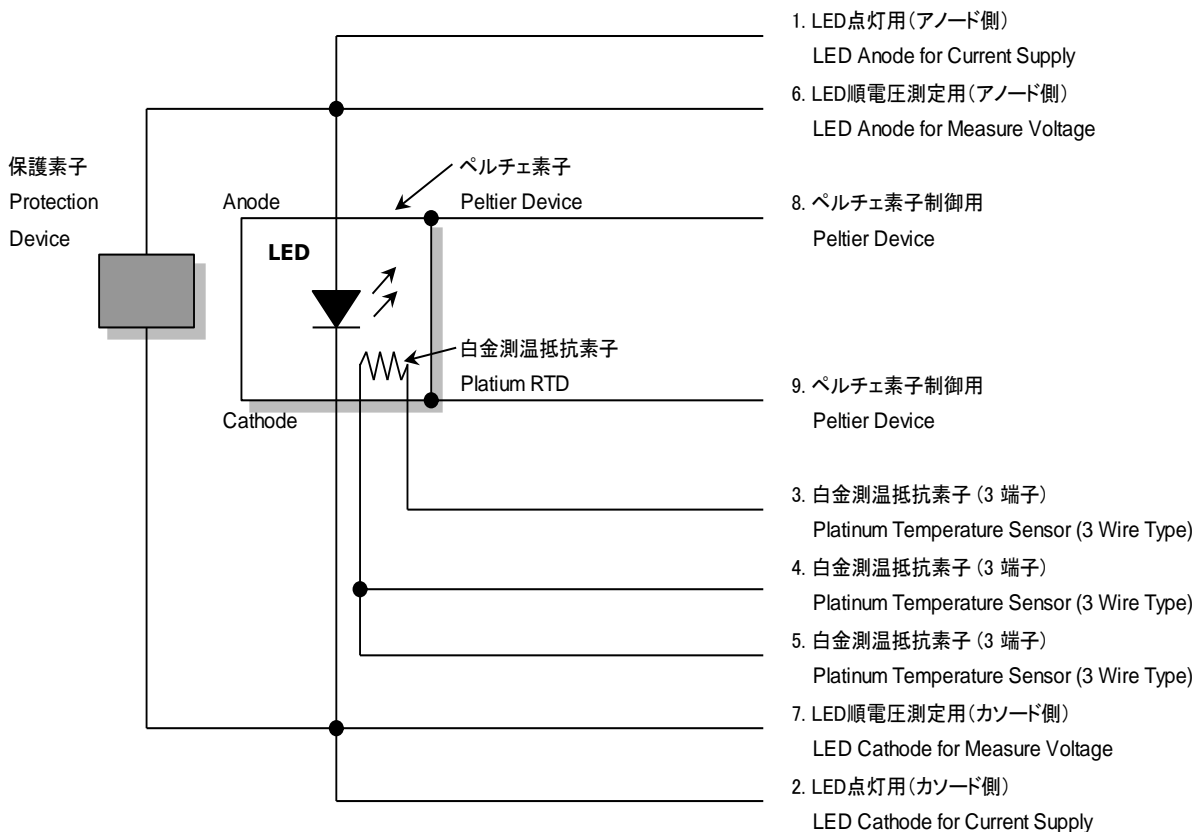 1. LED点灯用（アノード側）
LED Anode for Current Supply
6. LED順電圧測定用（アノード側）
LED Anode for Measure Voltage
保護素子
Protection
Device
ペルチェ素子
Peltier Device
Anode
LED
8. ペルチェ素子制御用
Peltier Device
白金測温抵抗素子
Platium RTD
Cathode
9. ペルチェ素子制御用
Peltier Device
3. 白金測温抵抗素子 (3 端子)
Platinum Temperature Sensor (3 Wire Type)
4. 白金測温抵抗素子 (3 端子)
Platinum Temperature Sensor (3 Wire Type)
5. 白金測温抵抗素子 (3 端子)
Platinum Temperature Sensor (3 Wire Type)
7. LED順電圧測定用（カソード側）
LED Cathode for Measure Voltage
2. LED点灯用（カソード側）
LED Cathode for Current Supply